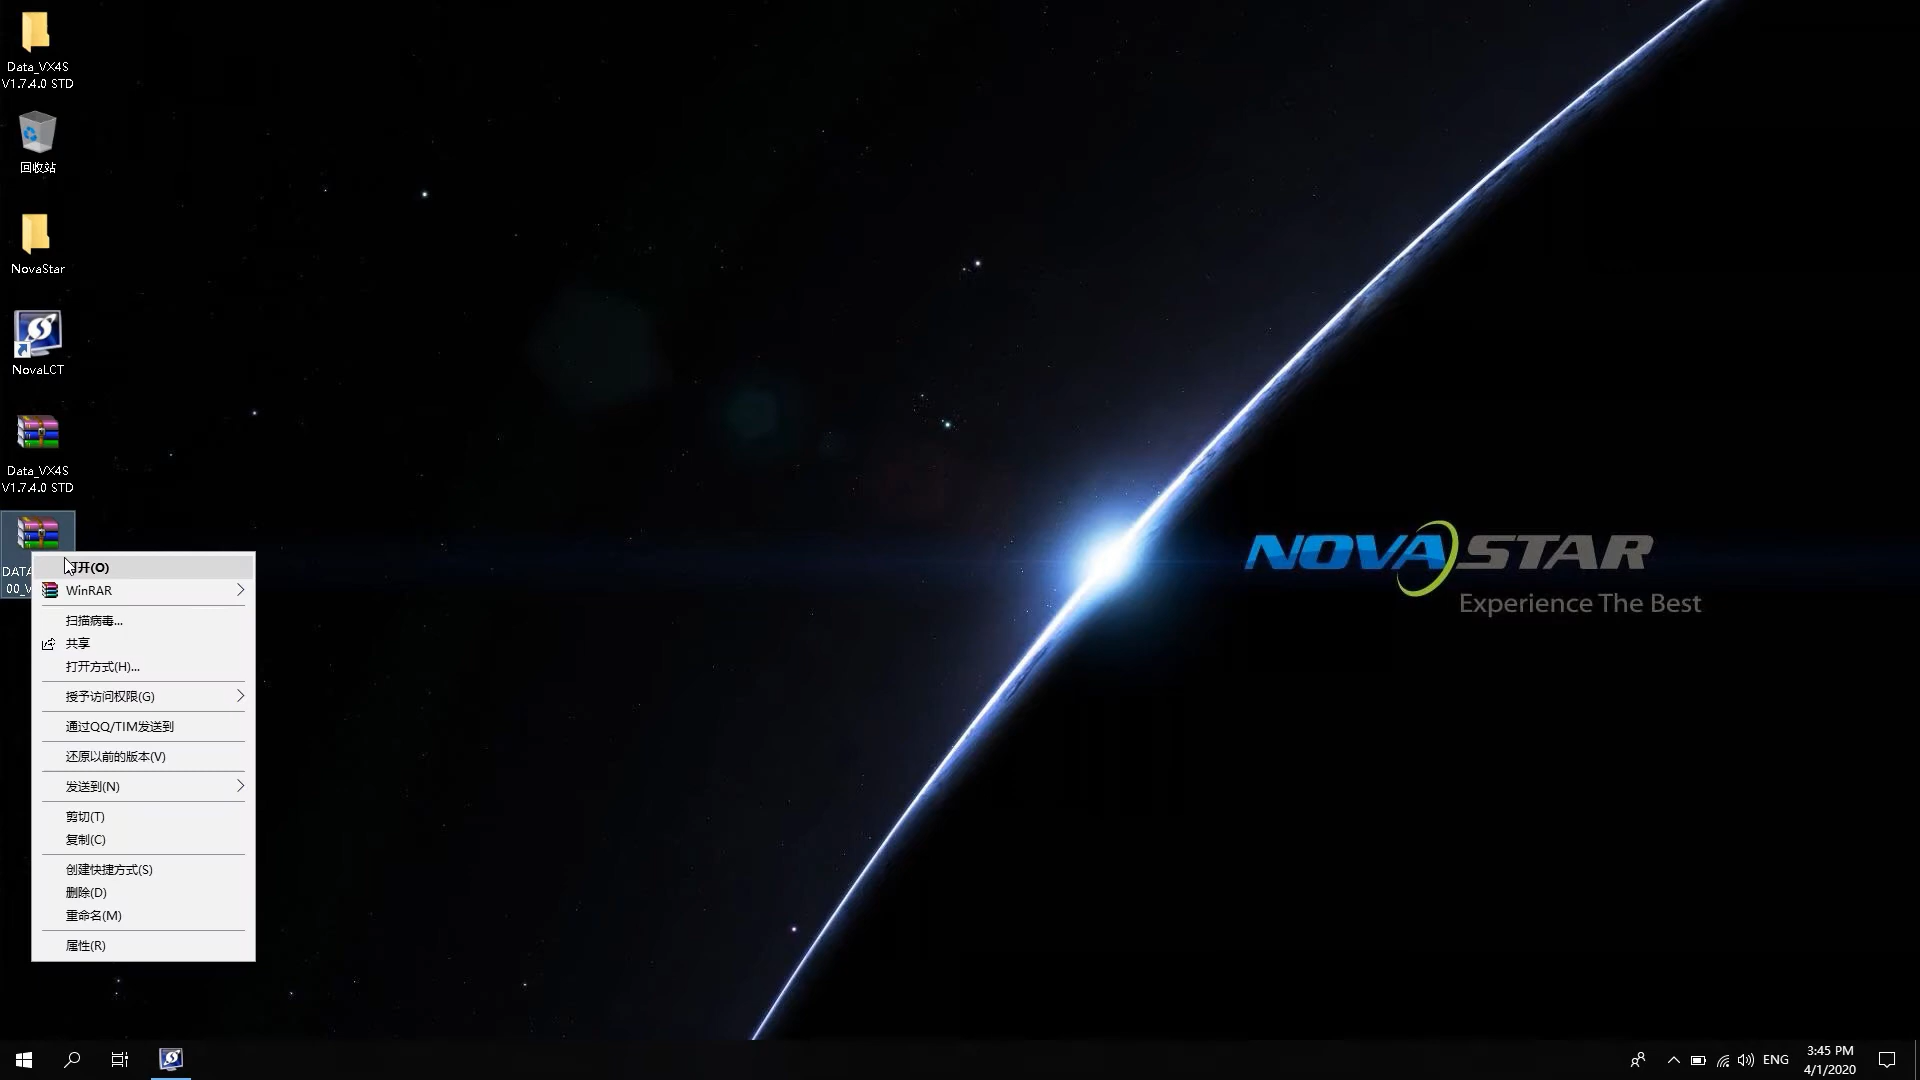 Data_VX4S
V1.7.4.0 STD
回收站
NovaStar
NovaLCT
Data_VX4S
V1.7.4.0 STD
DATA
00_V
开(O)
WinRAR
扫描病毒...
共享
打开方式(H)...
授予访问权限(G)
通过QQ/TIM发送到
还原以前的版本(V)
发送到(N)
剪切(T)
复制(C)
创建快捷方式(S)
删除(D)
重命名(M)
属性(R)
NOVASTAR
Experience The Best
ENG
3:45 PM
4/1/2020